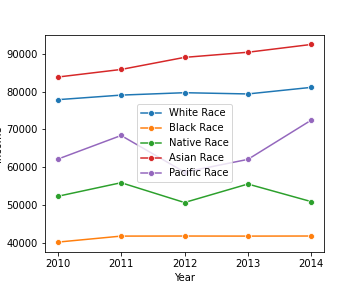 90000
80000
70000
60000
50000
40000
White Race
Black Race
Native Race
Asian Race
Pacific Race
2010 2011 2012 2013 2014
Year